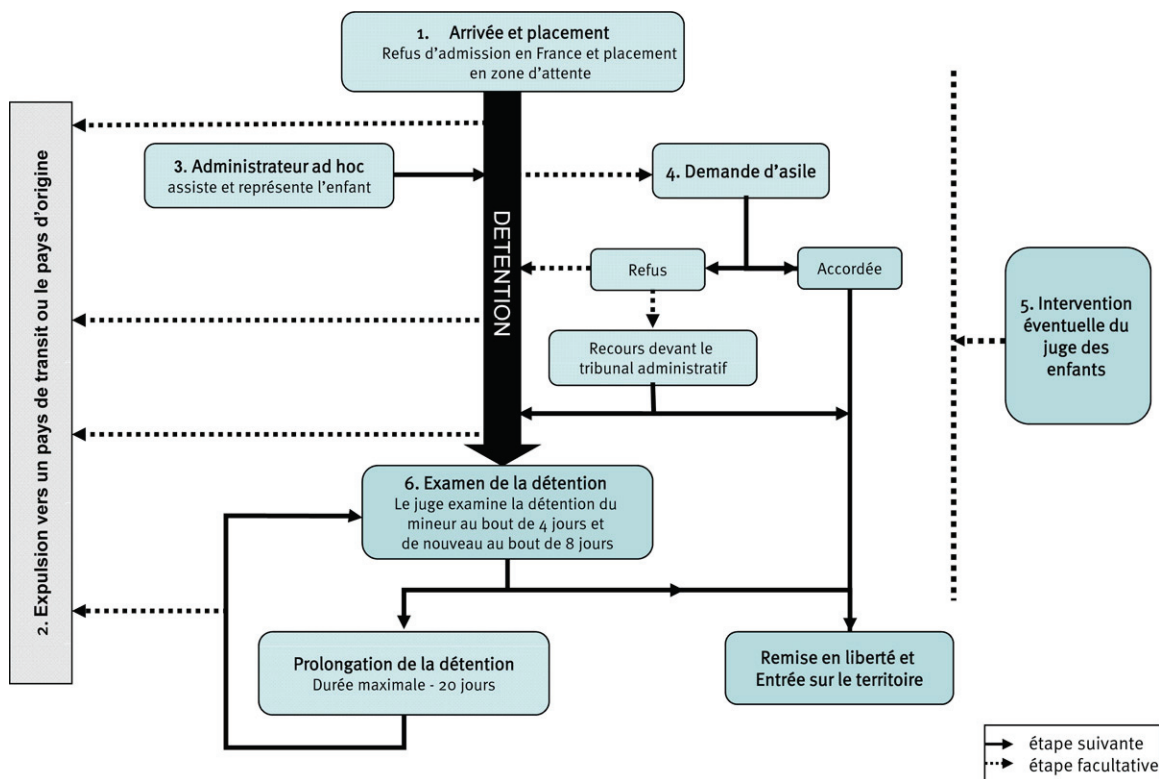 1. Arrivée et placement
Refus d'admission en France et placement
en zone d'attente
2. Expulsion vers un pays de transit ou le pays d'origine
3. Administrateur ad hoc
assiste et représente l'enfant
4. Demande d'asile
DETENTION
Refus
Accordée
5. Intervention
éventuelle du
juge des
enfants
Recours devant le
tribunal administratif
6. Examen de la détention
Le juge examine la détention du
mineur au bout de 4 jours et
de nouveau au bout de 8 jours
Prolongation de la détention
Durée maximale - 20 jours
Remise en liberté et
Entrée sur le territoire
étape suivante
étape facultative